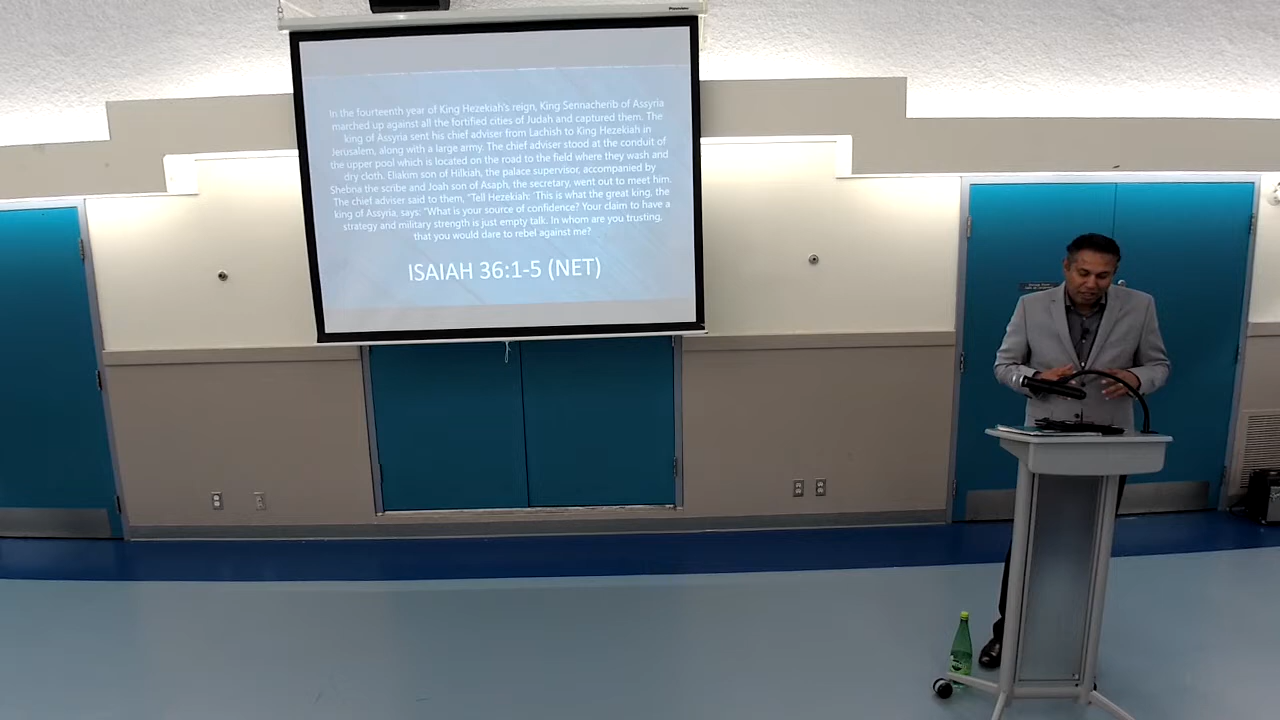 In the fourteenth year of King Hezekiah's reign, King Sennacherib of Assyria
marched up against all the fortified cities of Judah and captured them. The
king of Assyria sent his chief adviser from Lachish to King Hezekiah in
Jerusalem, along with a large army. The chief adviser stood at the conduit of
the upper pool which is located on the road to the field where they wash and
dry cloth. Eliakim son of Hilkiah, the palace supervisor, accompanied by
Shebna the scribe and Joah son of Asaph, the secretary, went out to meet him.
The chief adviser said to them, "Tell Hezekiah: 'This is what the great king, the
king of Assyria, says: "What is your source of confidence? Your claim to have a
strategy and military strength is just empty talk. In whom are you trusting,
that you would dare to rebel against me?
ISAIAH 36:1-5 (NET)